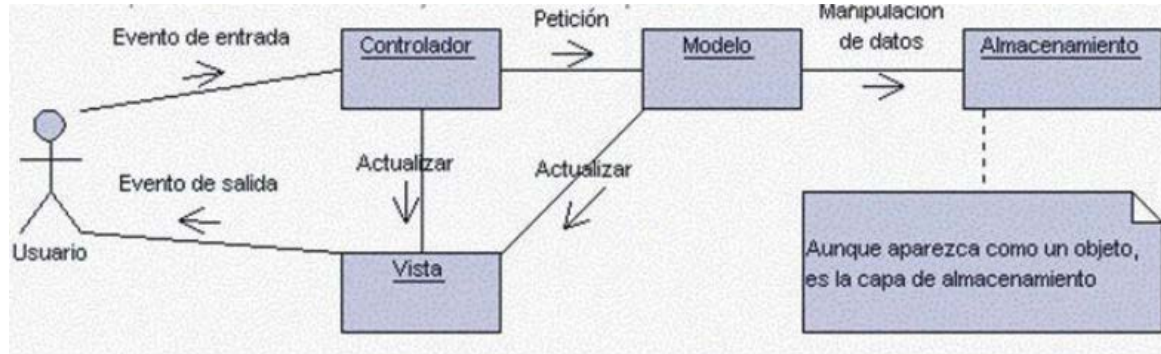 Evento de entrada
Controlador
Petición
Modelo
Manipulacion
de datos
Almacenamiento
Actualizar
Actualizar
Evento de salida
Usuario
Vista
Aunque aparezca como un objeto,
es la capa de almacenamiento